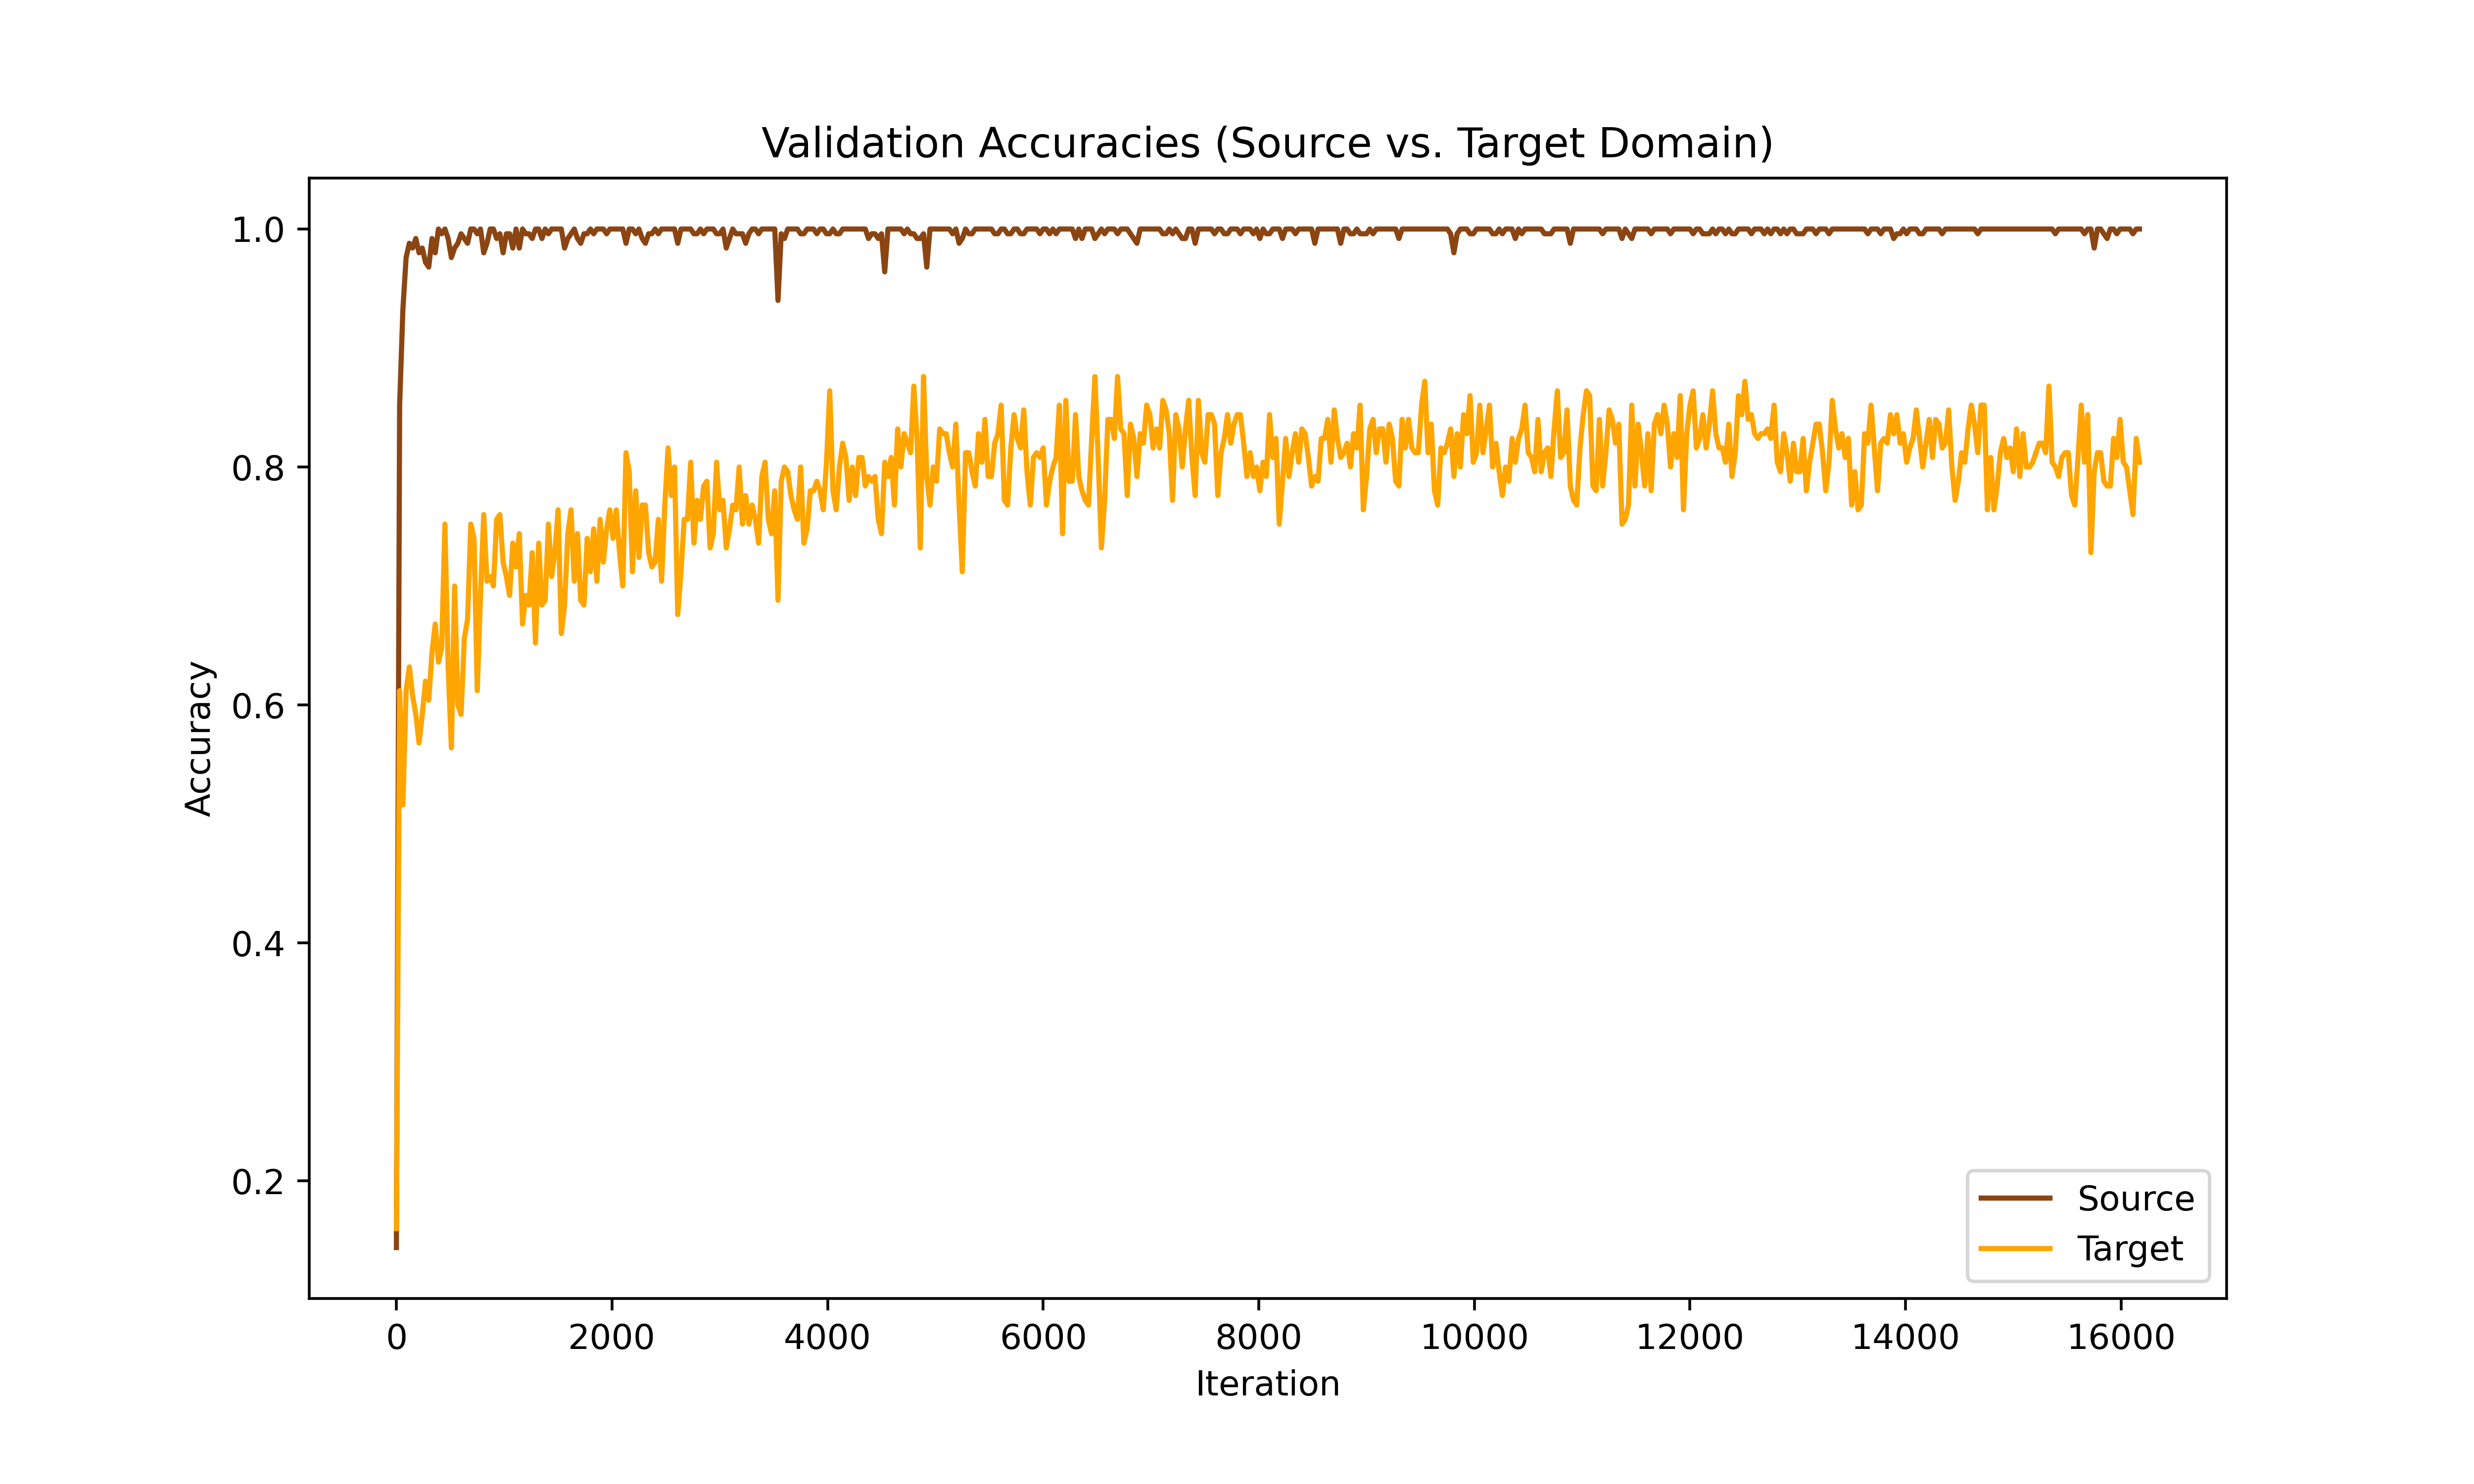 Validation Accuracies (Source vs. Target Domain)
1.0
0.8
0.6
0.4
0.2
Accuracy
0
2000
4000
6000
8000
10000
12000
14000
16000
Iteration
Source
Target